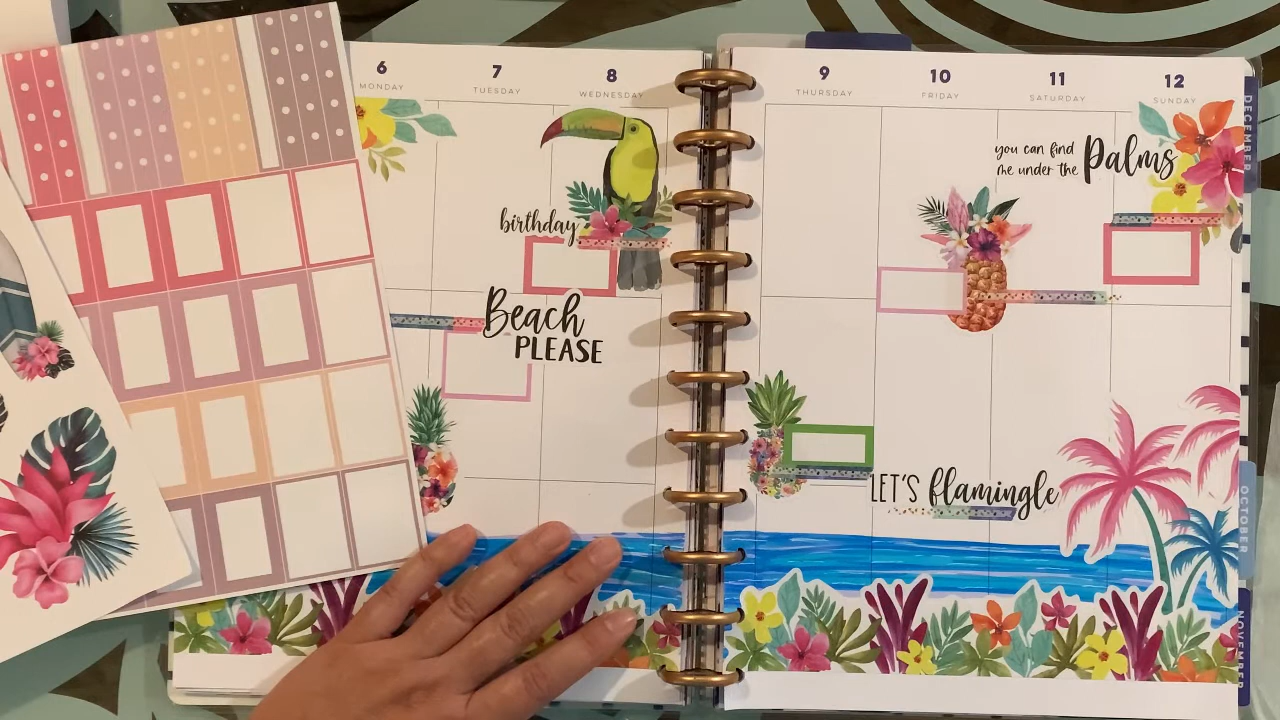 6
MONDAY
7
TUESDAY
8
WEDNESDAY
9
THURSDAY
10
FRIDAY
11
SATURDAY
12
SUNDAY
birthday
Beach
PLEASE
you can find
me under the Palms
LET'S flamingle
DECEMBER
OCTOBER
NOVEMBER